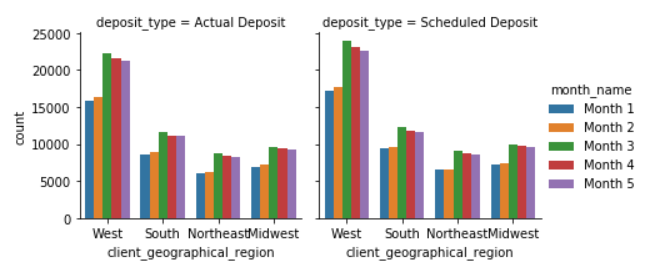 deposit_type = Actual Deposit
deposit_type = Scheduled Deposit
25000
20000
15000
10000
5000
0
count
West South Northeast Midwest
client_geographical_region
West South Northeast Midwest
client_geographical_region
month_name
Month 1
Month 2
Month 3
Month 4
Month 5